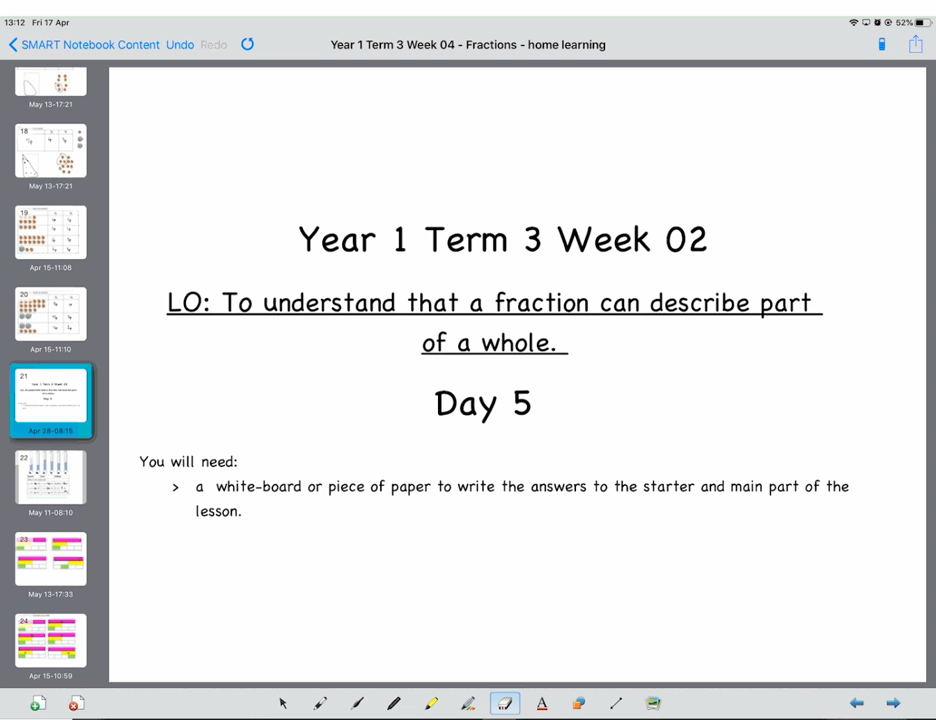 13:12 Fri 17 Apr
52%
SMART Notebook Content Undo Redo
Year 1 Term 3 Week 04 - Fractions - home learning
May 13-17:21
18
May 13-17:21
19
Apr 15-11:08
20
Apr 15-11:10
21
Apr 28-08:15
22
May 11-08:10
23
May 13-17:33
24
Apr 15-10:59
Year 1 Term 3 Week 02
LO: To understand that a fraction can describe part
of a whole.
Day 5
You will need:
> a white-board or piece of paper to write the answers to the starter and main part of the
lesson.